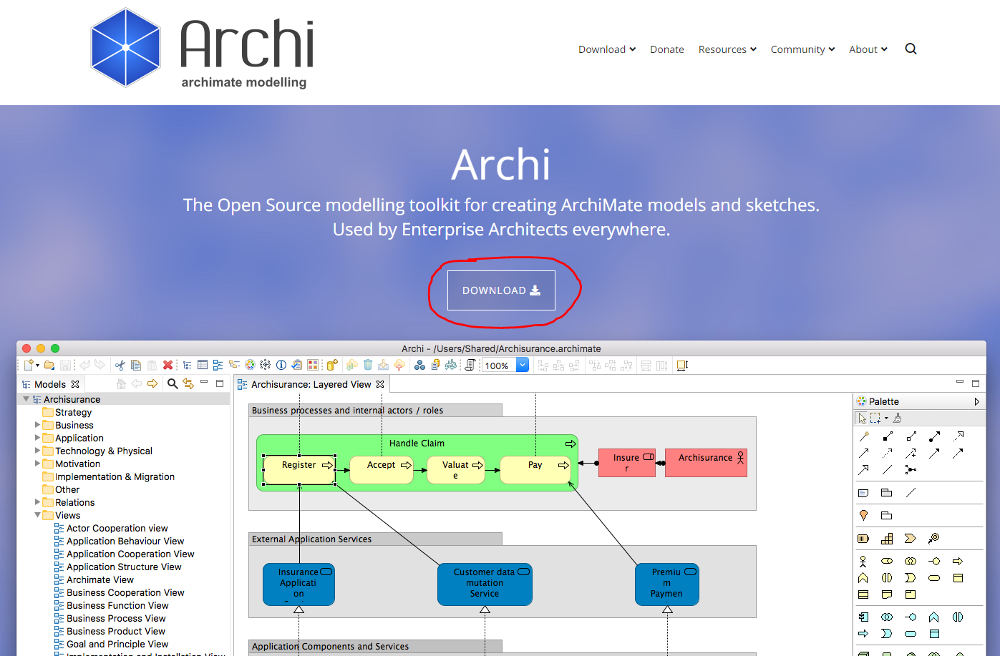 Archi
archimate modelling
Download
Donate
Resources
Community
About
Archi
The Open Source modelling toolkit for creating ArchiMate models and sketches.
Used by Enterprise Architects everywhere.
DOWNLOAD
Archi - /Users/Shared/Archisurance.archimate
100%
Models
Archisurance
Strategy
Business
Application
Technology & Physical
Motivation
Implementation & Migration
Other
Relations
Views
Actor Cooperation view
Application Behaviour View
Application Cooperation View
Application Structure View
Archimate View
Business Cooperation View
Business Function View
Business Process View
Business Product View
Goal and Principle View
Implementation and Installation View
Archisurance: Layered View
Business processes and internal actors / roles
Handle Claim
Register
Accept
Valuat
e
Pay
Insure
r
Archisurance
External Application Services
Insurance
Applicati
on
Customer data
mutation
Service
Premiu
m
Paymen
Application Components and Services
Palette